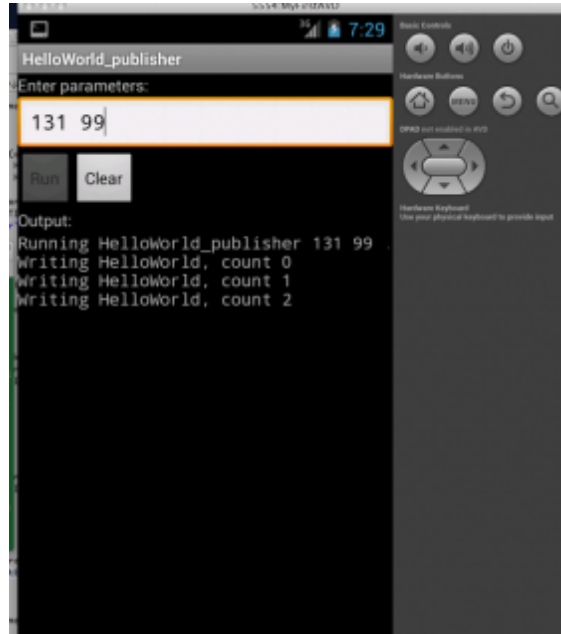 7:29
HelloWorld_publisher
Enter parameters:
131 99
Run Clear
Output:
Running HelloWorld_publisher 131 99 .
Writing HelloWorld, count 0
Writing HelloWorld, count 1
Writing HelloWorld, count 2
Basic Controls
Hardware Buttons
MENU
DPAD not enabled in AVD
Hardware Keyboard
Use your physical keyboard to provide input